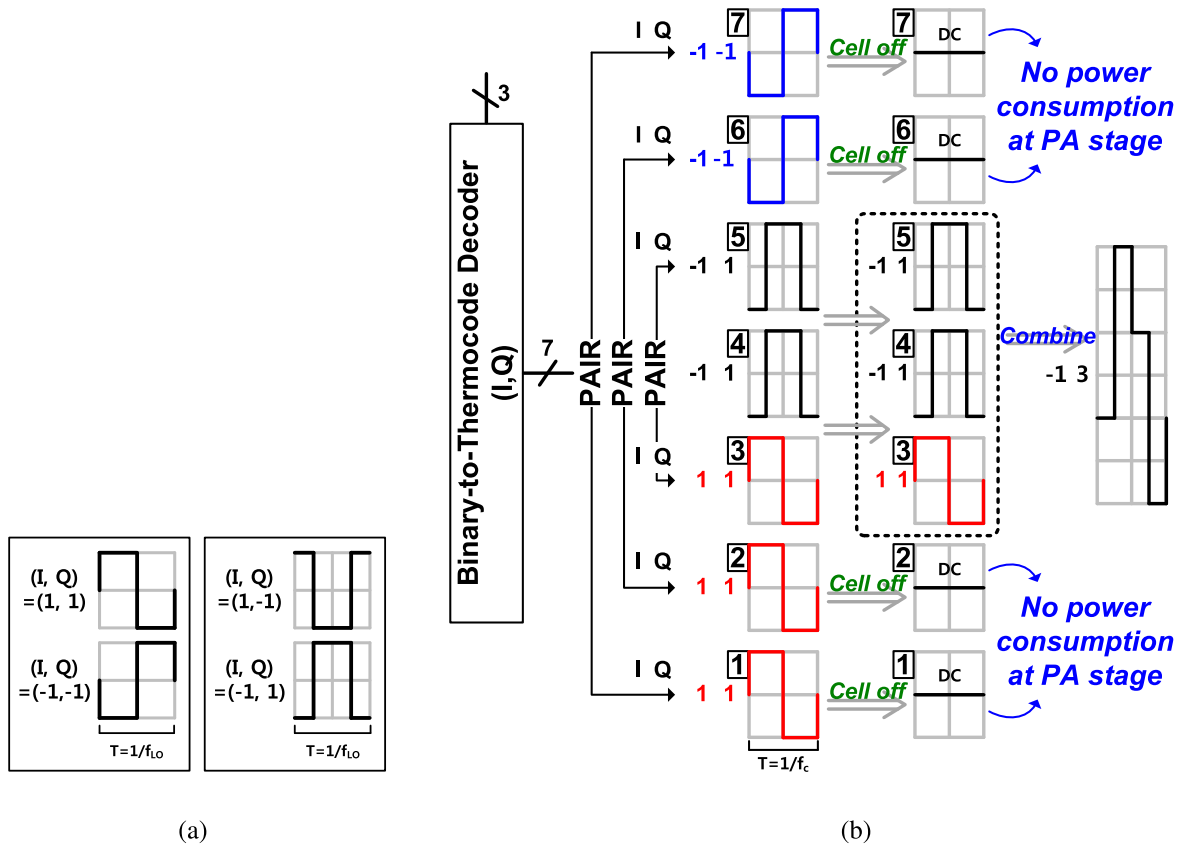 (I, Q)
=(1, 1)
(I, Q)
=(-1,-1)
T=1/fLO
(I, Q)
=(1,-1)
(I, Q)
=(-1, 1)
T=1/fLO
(a)
3
Binary-to-Thermocode Decoder
(I,Q)
7
PAIR
PAIR
PAIR
I Q
-1 -1
7
Cell off
7
DC
I Q
-1 -1
6
Cell off
6
DC
No power
consumption
at PA stage
I Q
-1 1
5
-1 1
5
-1 1
4
-1 1
4
Combine
-1 3
I Q
1 1
3
1 1
3
I Q
1 1
2
Cell off
2
DC
I Q
1 1
1
Cell off
1
DC
No power
consumption
at PA stage
T=1/fc
(b)